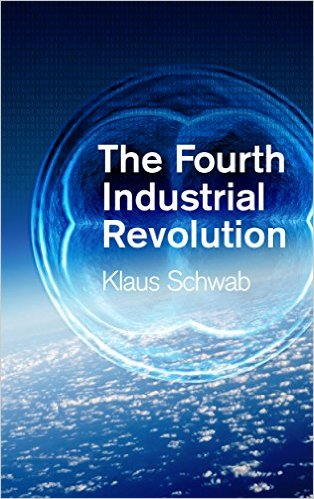 The Fourth
Industrial
Revolution
Klaus Schwab